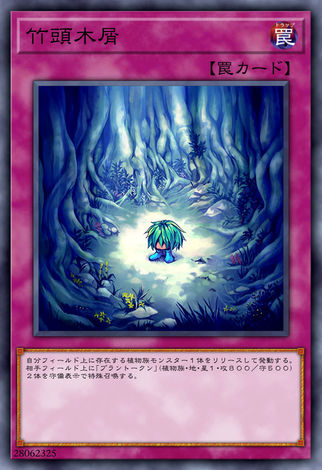 竹頭木屑
トラップ
罠
【罠カード】
自分フィールド上に存在する植物族モンスター１体をリリースして発動する。
相手フィールド上に「プラントークン」(植物族・地・星１・攻８００／守５００)
２体を守備表示で特殊召喚する。
28062325